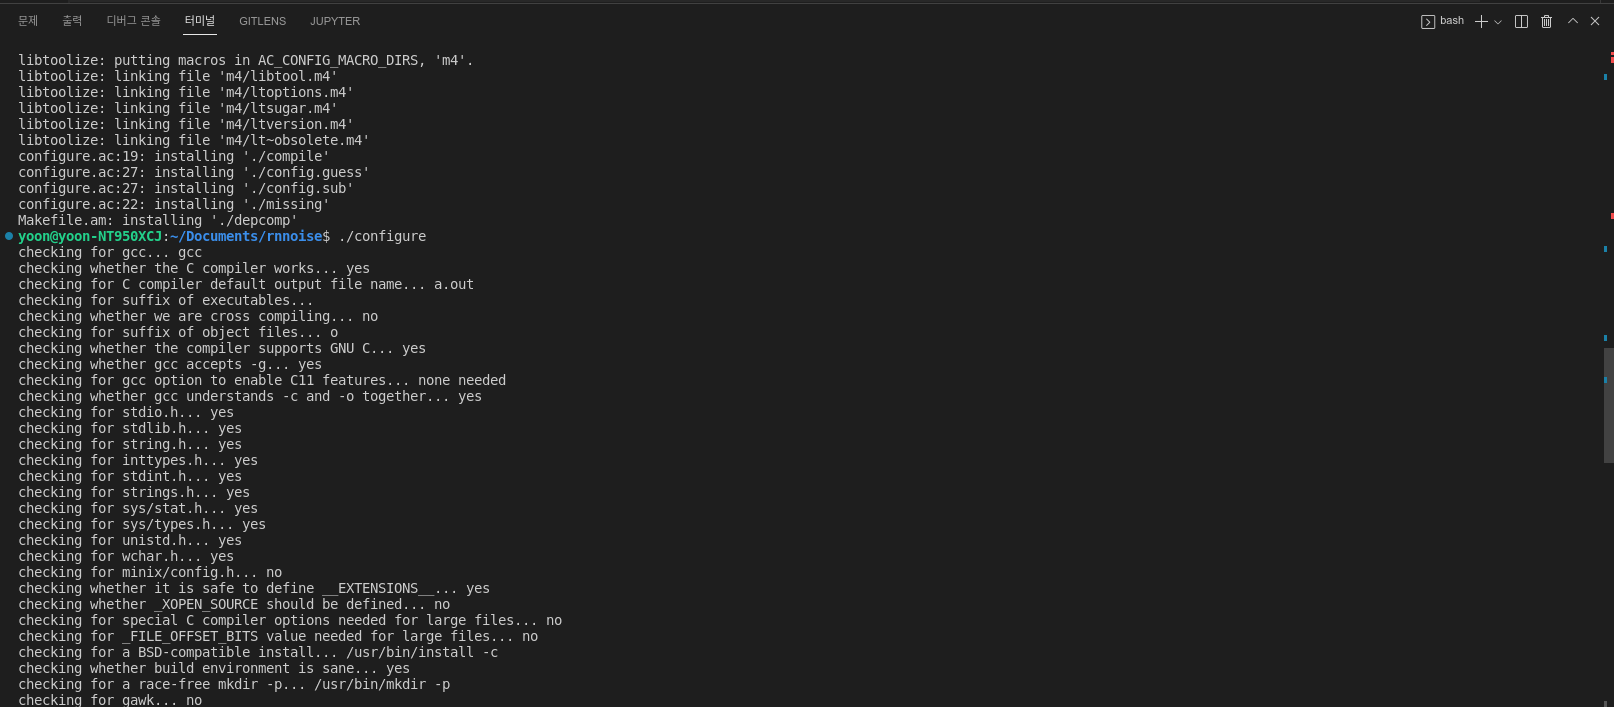 문제 출력 디버그 콘솔 터미널 GITLENS JUPYTER bash
libtoolize: putting macros in AC_CONFIG_MACRO_DIRS, 'm4'.
libtoolize: linking file 'm4/libtool.m4'
libtoolize: linking file 'm4/ltoptions.m4'
libtoolize: linking file 'm4/ltsugar.m4'
libtoolize: linking file 'm4/ltversion.m4'
libtoolize: linking file 'm4/lt~obsolete.m4'
configure.ac:19: installing './compile'
configure.ac:27: installing './config.guess'
configure.ac:27: installing './config.sub'
configure.ac:22: installing './missing'
Makefile.am: installing './depcomp'
yoon@yoon-NT950XCJ:~/Documents/rnnoise$ ./configure
checking for gcc... gcc
checking whether the C compiler works... yes
checking for C compiler default output file name... a.out
checking for suffix of executables...
checking whether we are cross compiling... no
checking for suffix of object files... o
checking whether the compiler supports GNU C... yes
checking whether gcc accepts -g... yes
checking for gcc option to enable C11 features... none needed
checking whether gcc understands -c and -o together... yes
checking for stdio.h... yes
checking for stdlib.h... yes
checking for string.h... yes
checking for inttypes.h... yes
checking for stdint.h... yes
checking for strings.h... yes
checking for sys/stat.h... yes
checking for sys/types.h... yes
checking for unistd.h... yes
checking for wchar.h... yes
checking for minix/config.h... no
checking whether it is safe to define __EXTENSIONS__... yes
checking whether _XOPEN_SOURCE should be defined... no
checking for special C compiler options needed for large files... no
checking for _FILE_OFFSET_BITS value needed for large files... no
checking for a BSD-compatible install... /usr/bin/install -c
checking whether build environment is sane... yes
checking for a race-free mkdir -p... /usr/bin/mkdir -p
checking for gawk... no